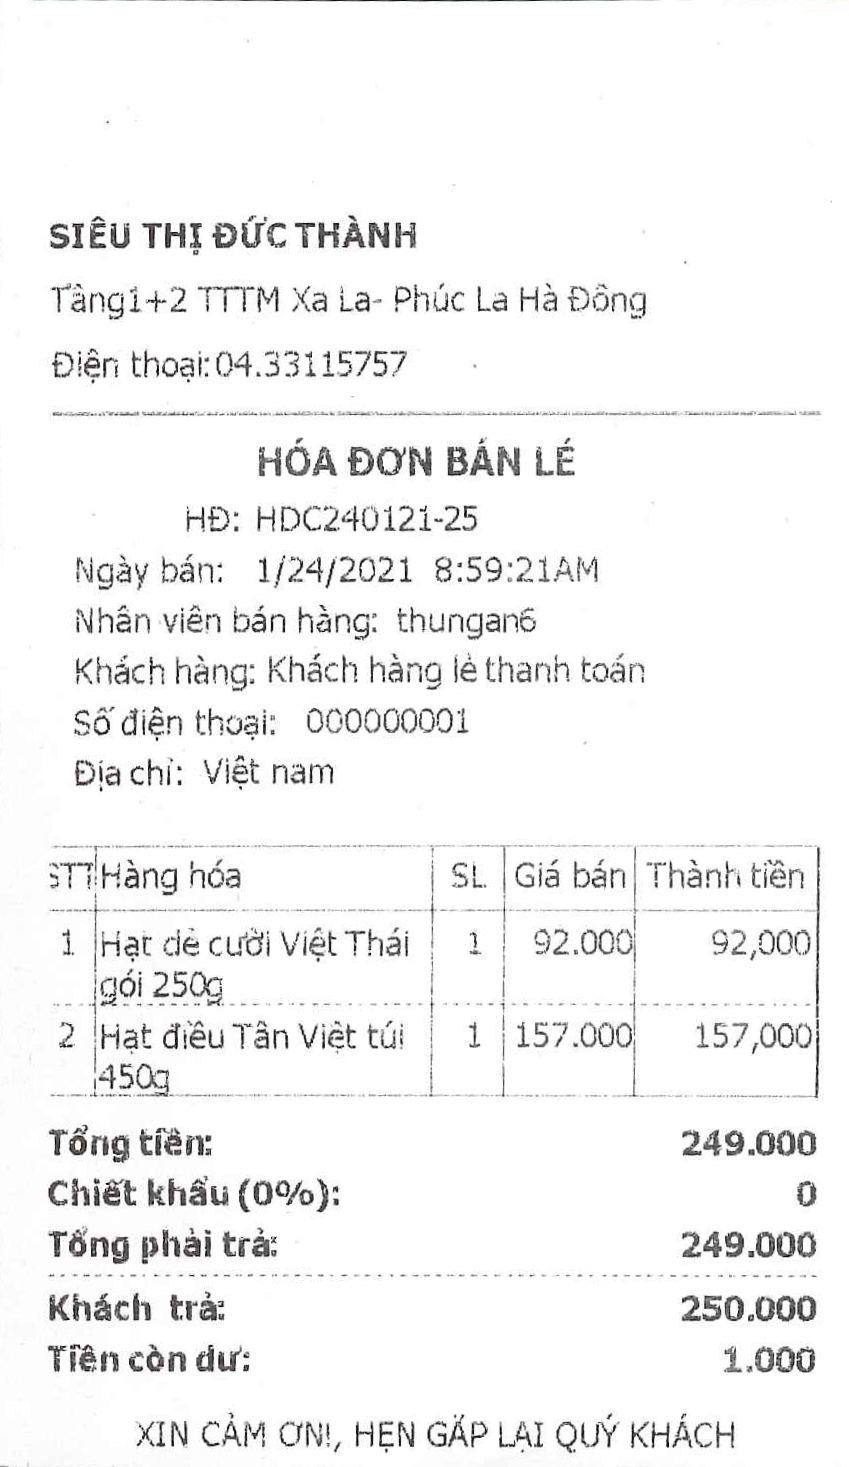 SIÊU THỊ ĐỨC THÀNH
Tầng1+2 TTTM Xa La- Phúc La Hà Đông
Điện thoại:04.33115757
HÓA ĐƠN BÁN LẺ
HĐ: HDC240121-25
Ngày bán: 1/24/2021 8:59:21AM
Nhân viên bán hàng: thungan6
Khách hàng: Khách hàng lẻ thanh toán
Số điện thoại: 000000001
Địa chỉ: Việt nam
STT Hàng hóa SL Giá bán Thành tiền
1 Hạt dẻ cười Việt Thái 1 92.000 92,000
gói 250g
2 Hạt điều Tân Việt túi 1 157.000 157,000
450g
Tổng tiền: 249.000
Chiết khấu (0%): 0
Tổng phải trả: 249.000
Khách trả: 250.000
Tiền còn dư: 1.000
XIN CẢM ƠN!, HẸN GẶP LẠI QUÝ KHÁCH